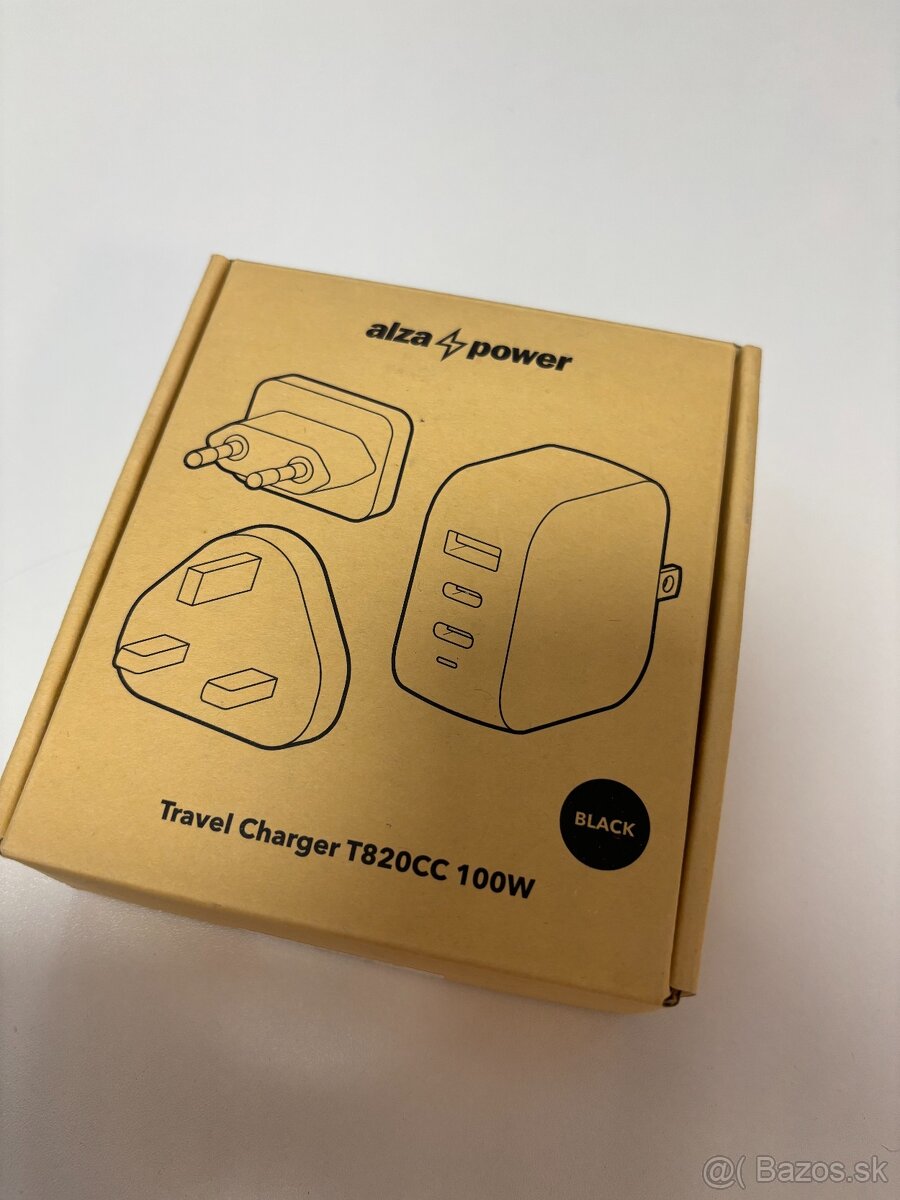 alza power
BLACK
Travel Charger T820CC 100W
@( Bazos.sk